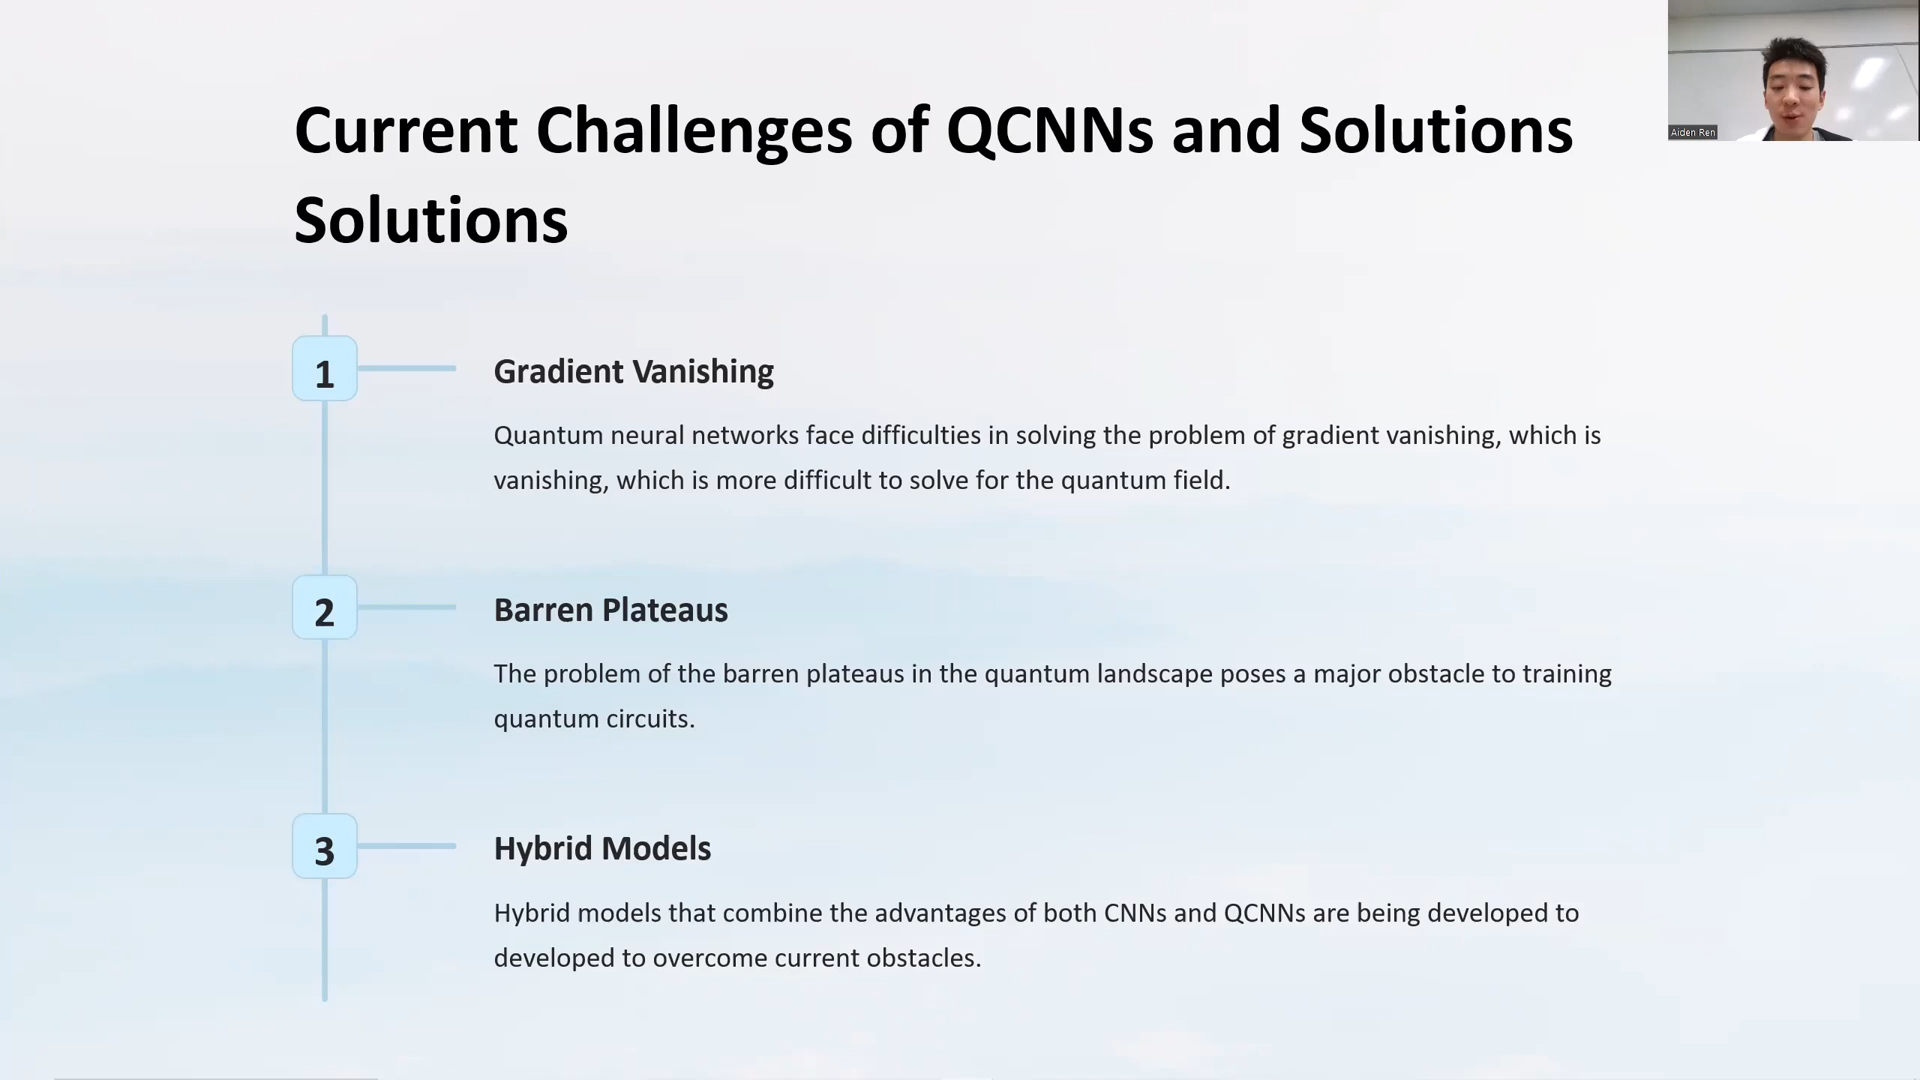 Current Challenges of QCNNs and Solutions
Solutions
Aiden Ren
1
Gradient Vanishing
Quantum neural networks face difficulties in solving the problem of gradient vanishing, which is
vanishing, which is more difficult to solve for the quantum field.
2
Barren Plateaus
The problem of the barren plateaus in the quantum landscape poses a major obstacle to training
quantum circuits.
3
Hybrid Models
Hybrid models that combine the advantages of both CNNs and QCNNs are being developed to
developed to overcome current obstacles.